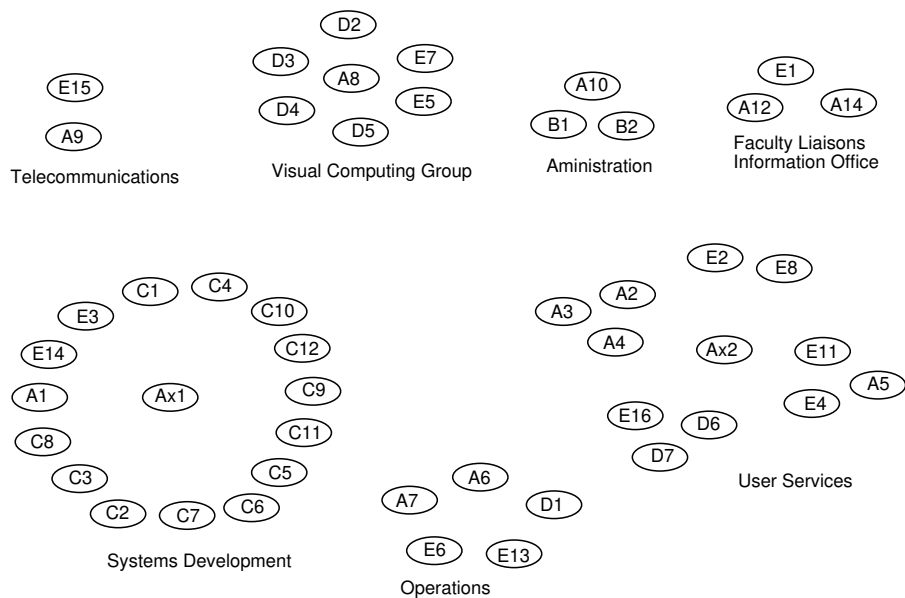 D2
D3
E7
A8
D4
E5
D5
Visual Computing Group
E15
A9
Telecommunications
A10
B1
B2
Aministration
E1
A12
A14
Faculty Liaisons
Information Office
C1
C4
E3
C10
E14
C12
A1
Ax1
C9
C8
C11
C3
C5
C2
C7
C6
Systems Development
A6
A7
D1
E6
E13
Operations
E2
E8
A2
A3
A4
Ax2
E11
A5
E4
E16
D6
D7
User Services